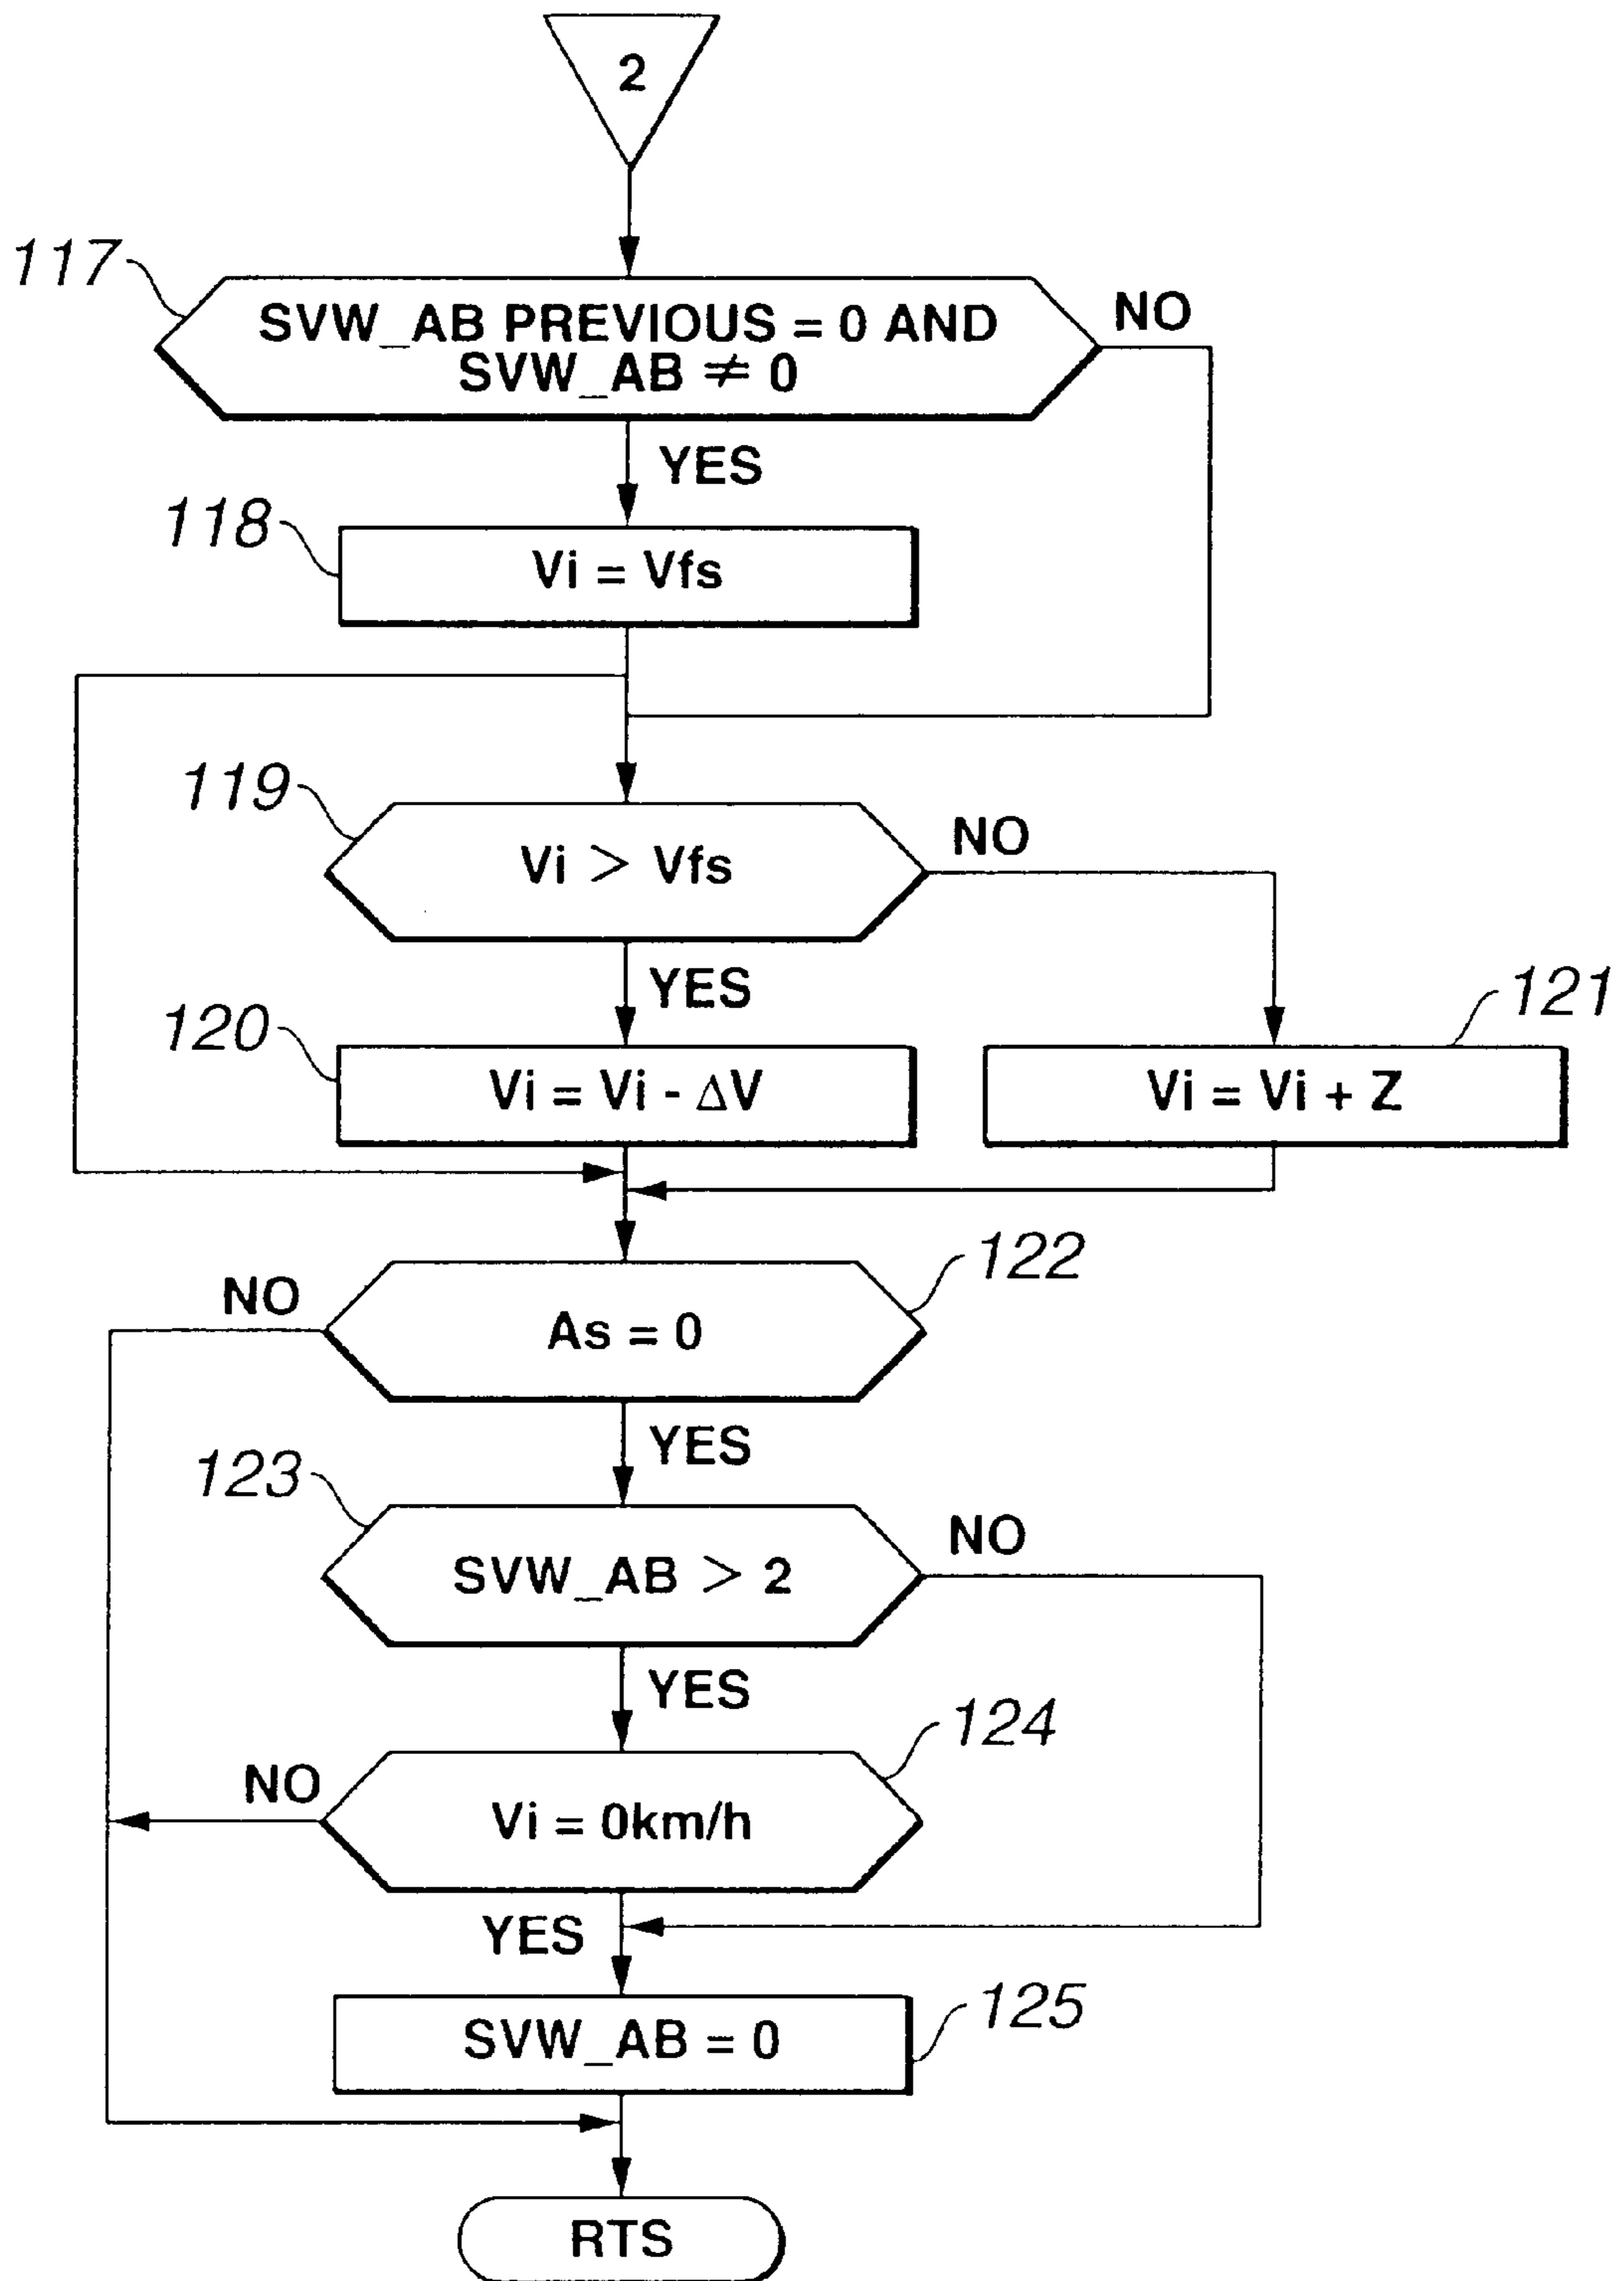 2
117
SVW_AB PREVIOUS = 0 AND
SVW_AB ≠ 0
NO
YES
118
Vi = Vfs
119
Vi > Vfs
NO
YES
120
Vi = Vi - ΔV
121
Vi = Vi + Z
122
NO
As = 0
YES
123
SVW_AB > 2
NO
YES
124
NO
Vi = 0km/h
YES
125
SVW_AB = 0
RTS